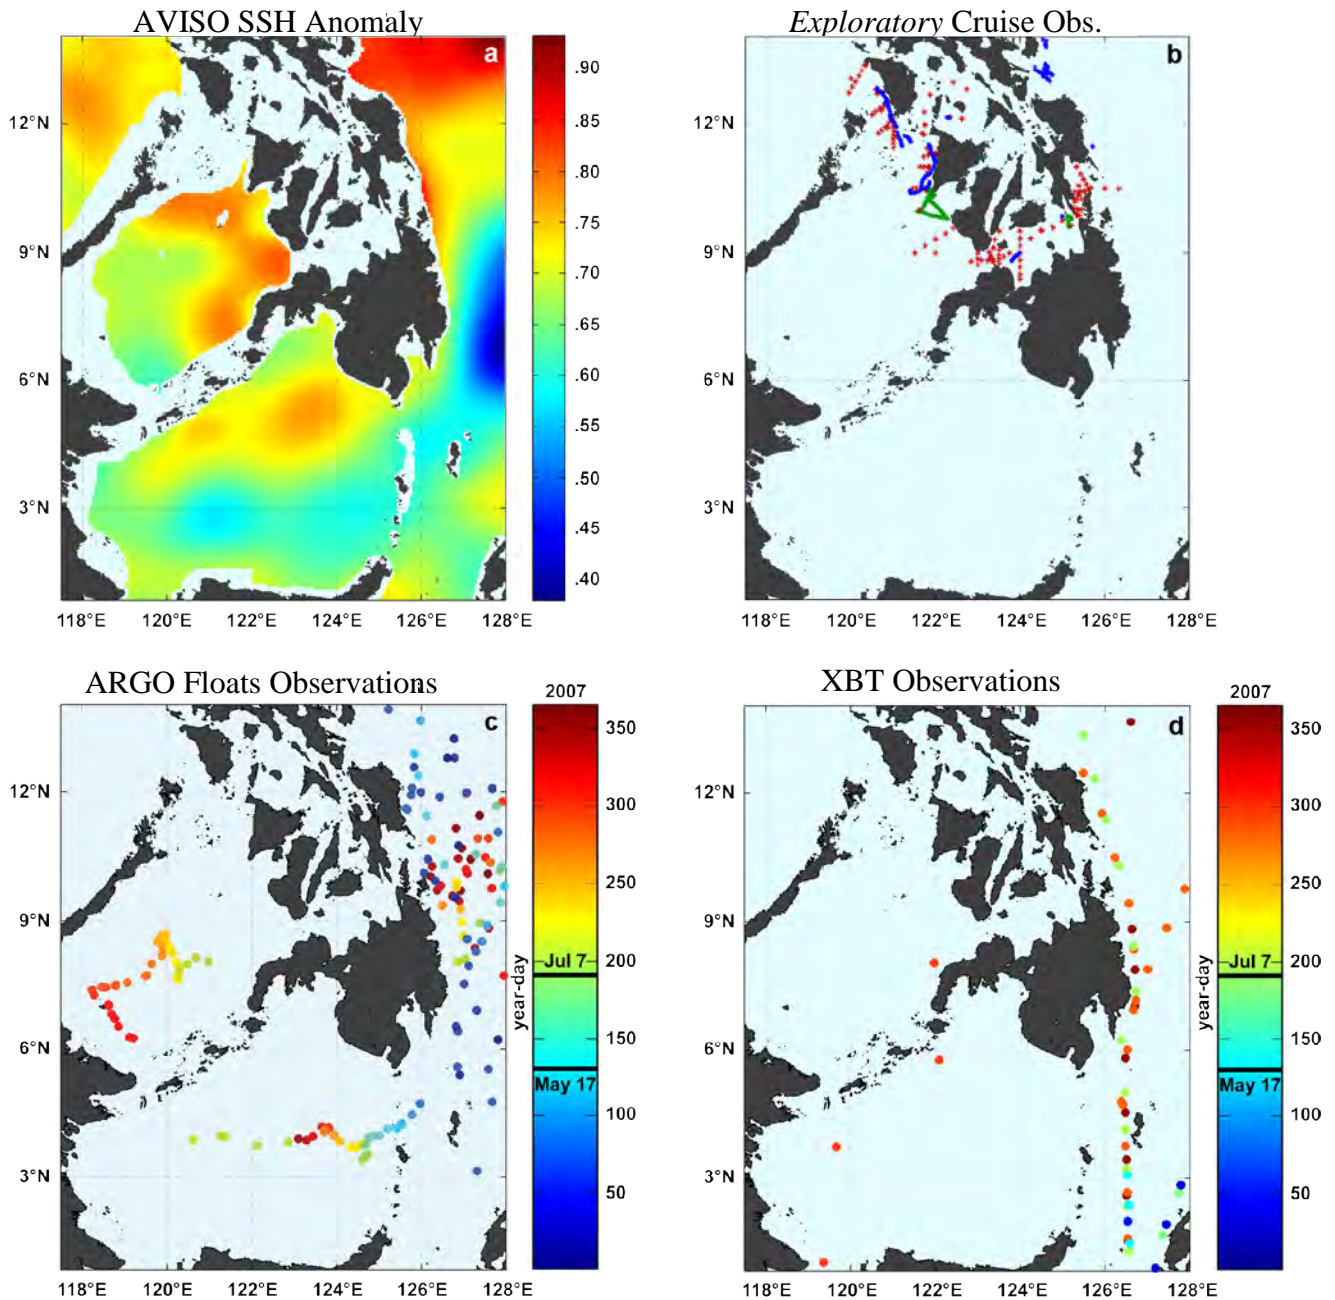 AVISO SSH Anomaly
Exploratory Cruise Obs.
a
b
12°N
9°N
6°N
3°N
118°E 120°E 122°E 124°E 126°E 128°E
.90
.85
.80
.75
.70
.65
.60
.55
.50
.45
.40
12°N
9°N
6°N
3°N
118°E 120°E 122°E 124°E 126°E 128°E
ARGO Floats Observations
XBT Observations
2007
2007
c
d
12°N
9°N
6°N
3°N
118°E 120°E 122°E 124°E 126°E 128°E
350
300
250
200
150
100
50
Jul 7
May 17
year-day
12°N
9°N
6°N
3°N
118°E 120°E 122°E 124°E 126°E 128°E
350
300
250
200
150
100
50
Jul 7
May 17
year-day